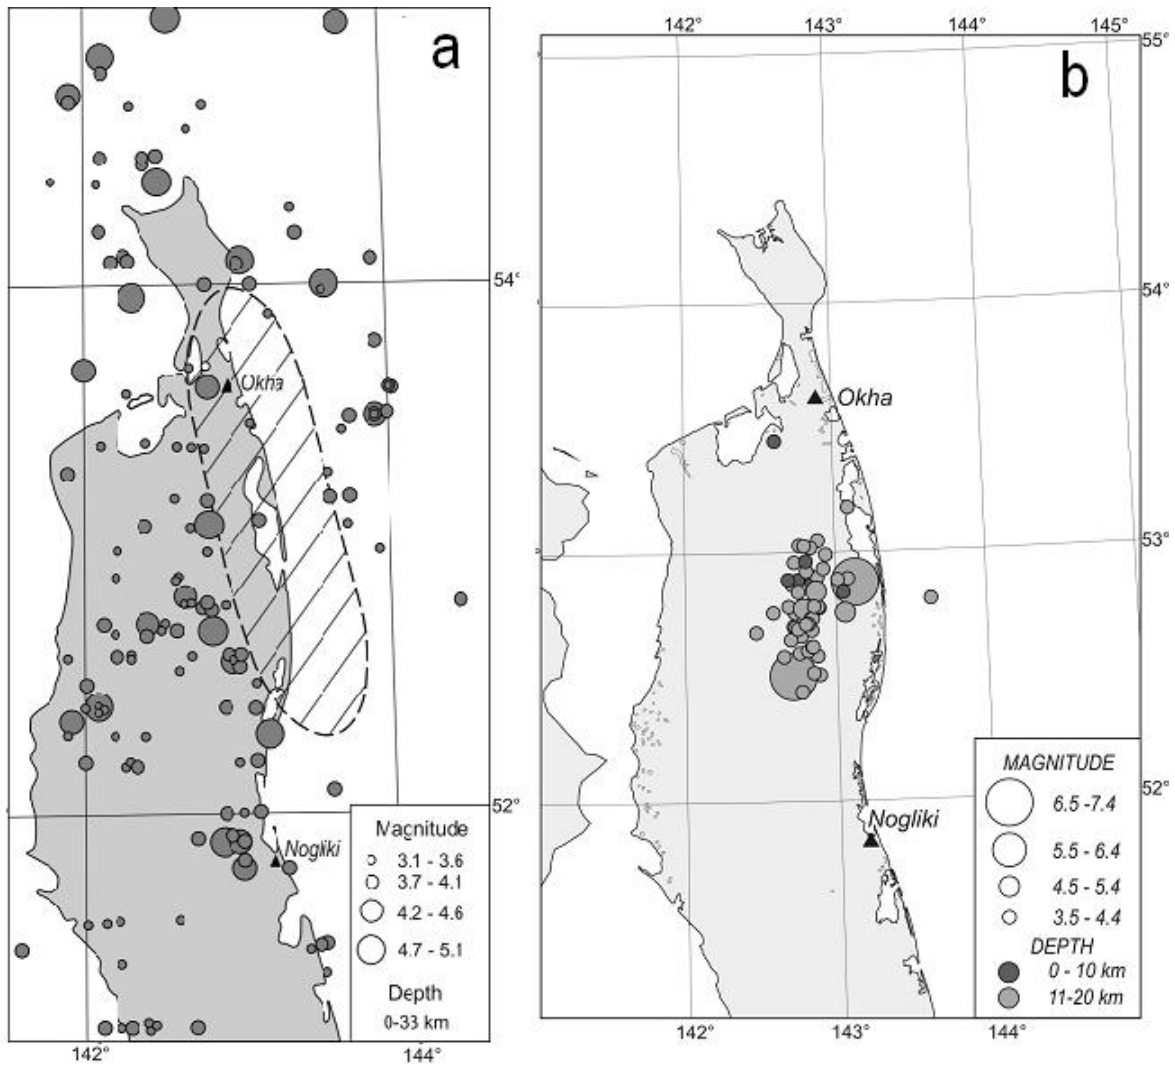 a
Okha
54°
52°
Nogliki
Magnitude
3.1 - 3.6
3.7 - 4.1
4.2 - 4.6
4.7 - 5.1
Depth
0-33 km
142° 144°
142° 143° 144° 145°
55°
b
54°
Okha
53°
52°
Nogliki
MAGNITUDE
6.5 -7.4
5.5 - 6.4
4.5 - 5.4
3.5 - 4.4
DEPTH
0 - 10 km
11-20 km
142° 143° 144°